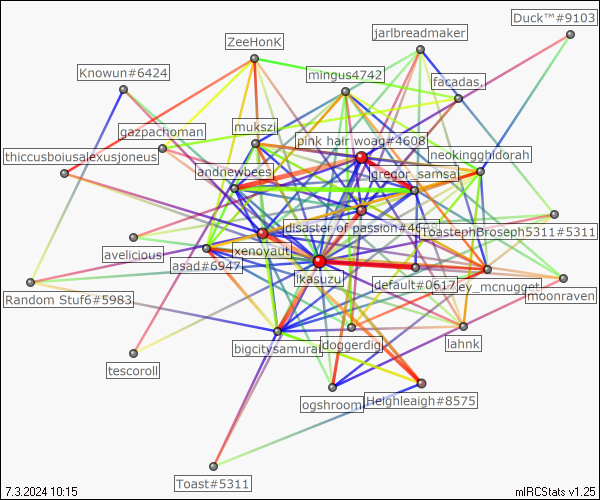 Duck™#9103
jarlbreadmaker
ZeeHonK
Knowun#6424
mingus4742
facadas.
mukszi
gazpachoman
pink hair woag#4608
thiccusboiusalexusjoneus
neokingghidorah
landnewbees
gregor_samsa
disaster of passion#46
ToastephBroseph5311#5311
avelicious
xenoyaut
asad#6947
Ikasuzu
default#0617
ey_mcnugget
moonraven
Random Stuf6#5983
bigcitysamurai
doggerdig
lahnk
tescoroll
ogshroom
Heighleaigh#8575
Toast#5311
7.3.2024 10:15
mIRCStats v1.25